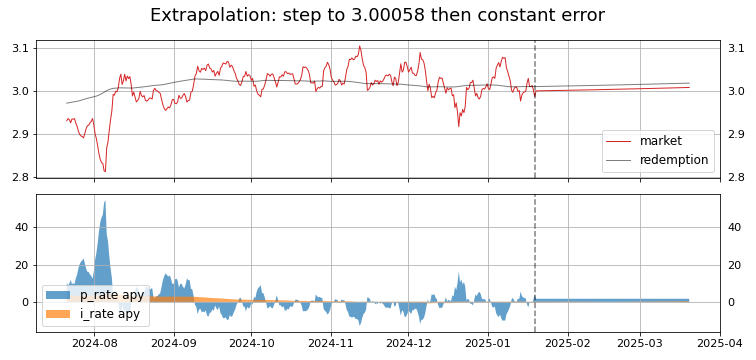 Extrapolation: step to 3.00058 then constant error
3.1 3.1
3.0 3.0
2.9 2.9
2.8 2.8
market
redemption
40 40
20 20
0 0
p_rate apy
i_rate apy
2024-08 2024-09 2024-10 2024-11 2024-12 2025-01 2025-02 2025-03 2025-04